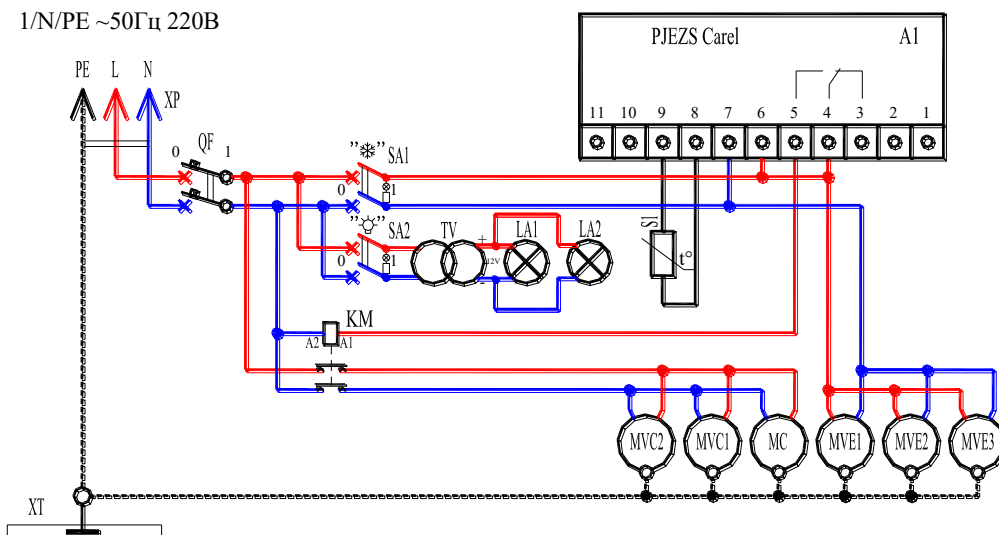 1/N/PE ~50Гц 220В
PJEZS Carel
A1
PE
L
N
XP
11 10 9 8 7 6 5 4 3 2 1
0
QF
1
"❄"
SA1
0
1
"💡"
SA2
0
1
TV
+
12V
-
LA1
LA2
S1
t°
KM
A2
A1
MVC2
MVC1
MC
MVE1
MVE2
MVE3
XT